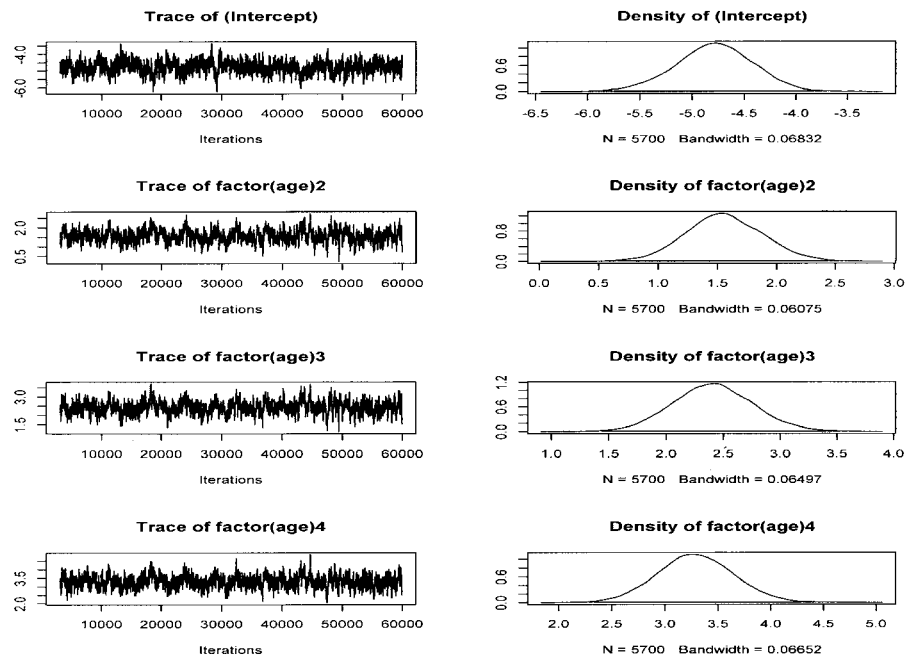 Trace of (Intercept)
-6.0 -4.0
10000 20000 30000 40000 50000 60000
Iterations
Density of (Intercept)
0.0 0.6
-6.5 -6.0 -5.5 -5.0 -4.5 -4.0 -3.5
N = 5700 Bandwidth = 0.06832
Trace of factor(age)2
0.5 2.0
10000 20000 30000 40000 50000 60000
Iterations
Density of factor(age)2
0.0 0.8
0.0 0.5 1.0 1.5 2.0 2.5 3.0
N = 5700 Bandwidth = 0.06075
Trace of factor(age)3
1.5 3.0
10000 20000 30000 40000 50000 60000
Iterations
Density of factor(age)3
0.0 0.6 1.2
1.0 1.5 2.0 2.5 3.0 3.5 4.0
N = 5700 Bandwidth = 0.06497
Trace of factor(age)4
2.0 3.5
10000 20000 30000 40000 50000 60000
Iterations
Density of factor(age)4
0.0 0.6
2.0 2.5 3.0 3.5 4.0 4.5 5.0
N = 5700 Bandwidth = 0.06652